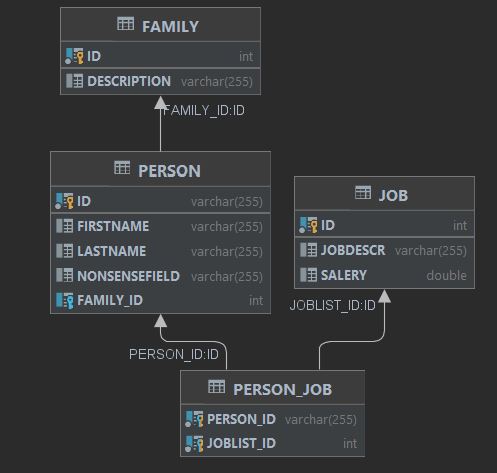 FAMILY
ID int
DESCRIPTION varchar(255)
FAMILY_ID:ID
PERSON
ID varchar(255)
FIRSTNAME varchar(255)
LASTNAME varchar(255)
NONSENSEFIELD varchar(255)
FAMILY_ID int
JOB
ID int
JOBDESCR varchar(255)
SALERY double
JOBLIST_ID:ID
PERSON_ID:ID
PERSON_JOB
PERSON_ID varchar(255)
JOBLIST_ID int